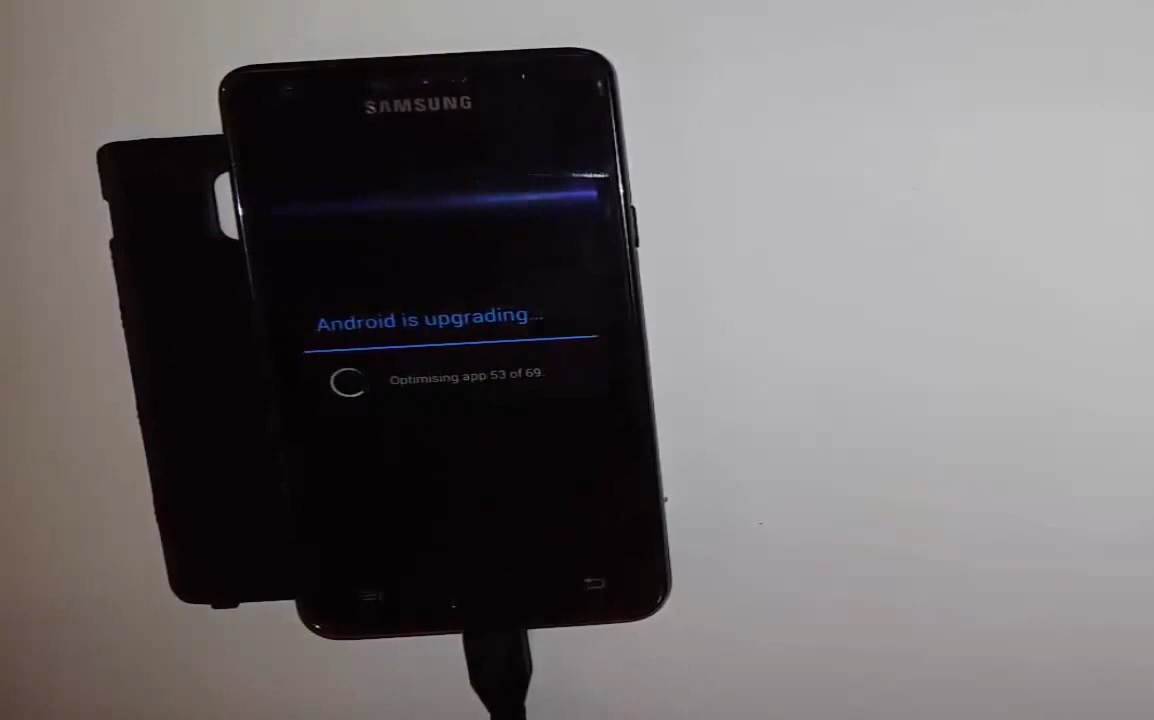 SAMSUNG
Android is upgrading...
Optimising app 53 of 69.